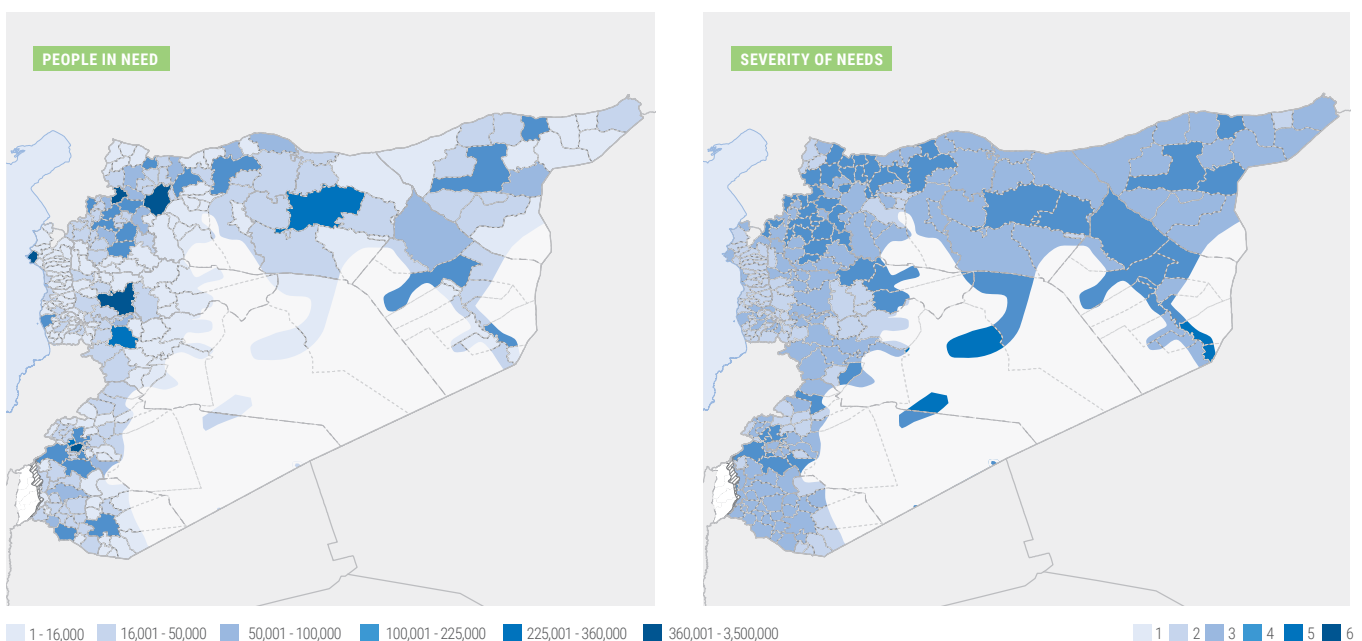 PEOPLE IN NEED
SEVERITY OF NEEDS
1 - 16,000 16,001 - 50,000 50,001 - 100,000 100,001 - 225,000 225,001 - 360,000 360,001 - 3,500,000
1 2 3 4 5 6